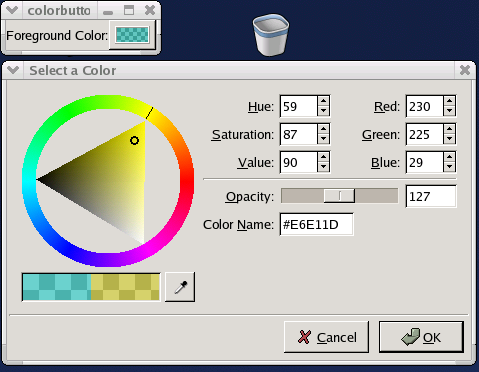 colorbutto
Foreground Color:
Select a Color
Hue: 59 Red: 230
Saturation: 87 Green: 225
Value: 90 Blue: 29
Opacity: 127
Color Name: #E6E11D
Cancel OK